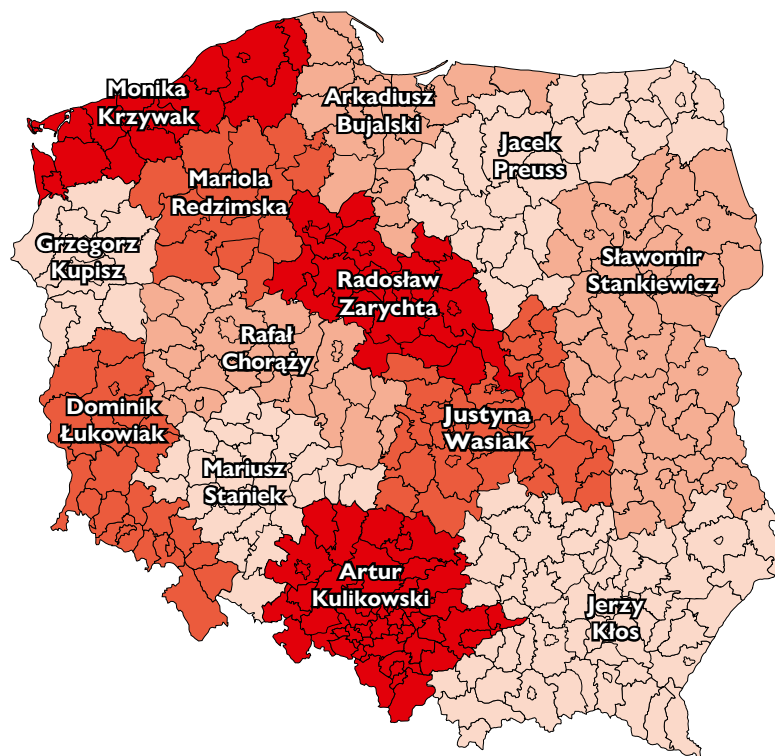 Monika
Krzywak
Arkadiusz
Bujalski
Jacek
Preuss
Mariola
Redzimska
Grzegorz
Kupisz
Sławomir
Stankiewicz
Radosław
Zarychta
Rafał
Chorąży
Dominik
Łukowiak
Justyna
Wasiak
Mariusz
Staniek
Artur
Kulikowski
Jerzy
Kłos